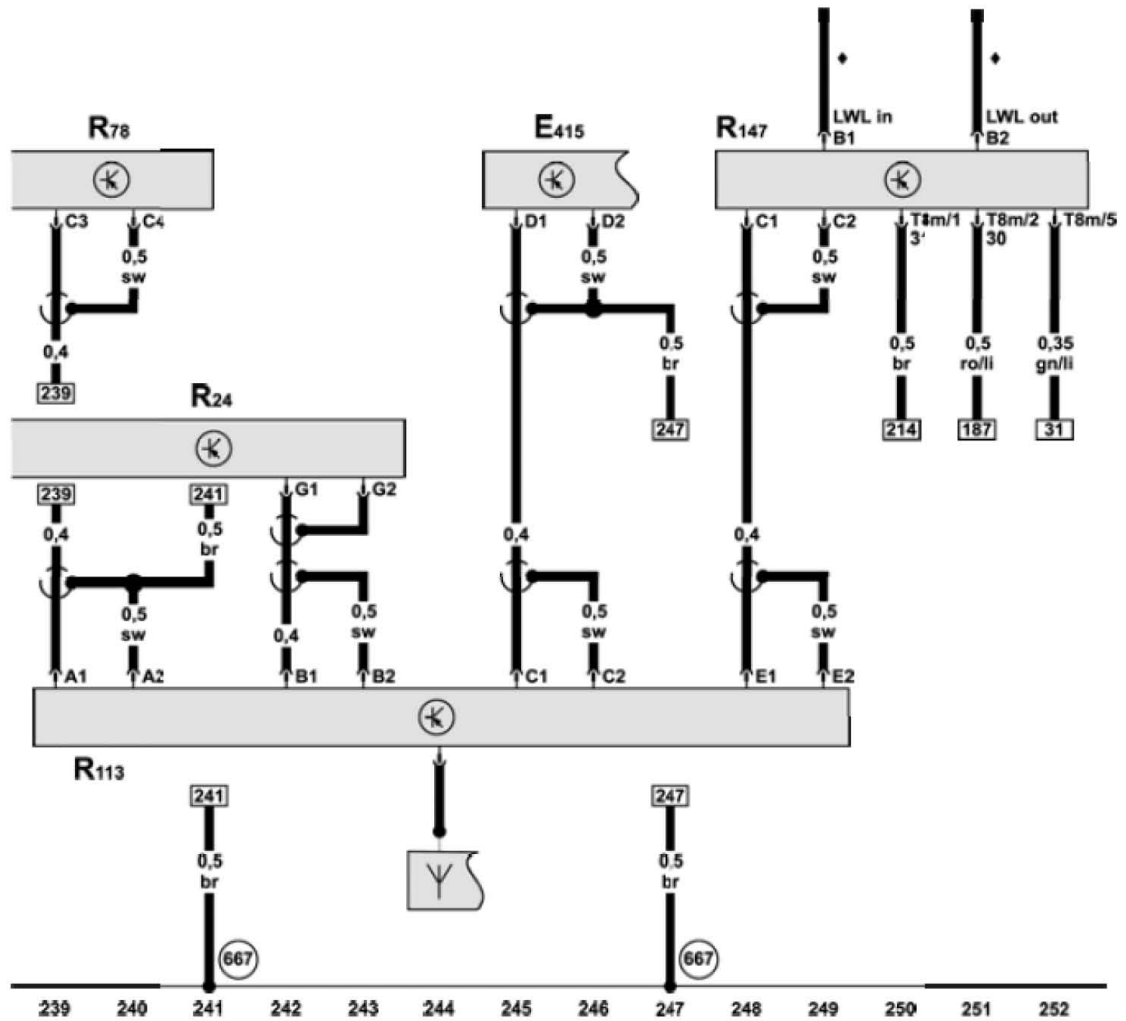 LWL in
LWL out
R78
E415
R147
B1
B2
C3
C4
D1
D2
C1
C2
T8m/1
T8m/2
T8m/5
30
0,5
sw
0,5
sw
0,5
sw
0,4
239
0,5
br
0,5
br
0,5
ro/li
0,35
gn/li
R24
247
214
187
31
239
241
G1
G2
0,4
0,5
br
0,4
0,4
0,5
sw
0,4
0,5
sw
0,5
sw
0,5
sw
A1
A2
B1
B2
C1
C2
E1
E2
R113
241
247
0,5
br
0,5
br
667
667
239
240
241
242
243
244
245
246
247
248
249
250
251
252